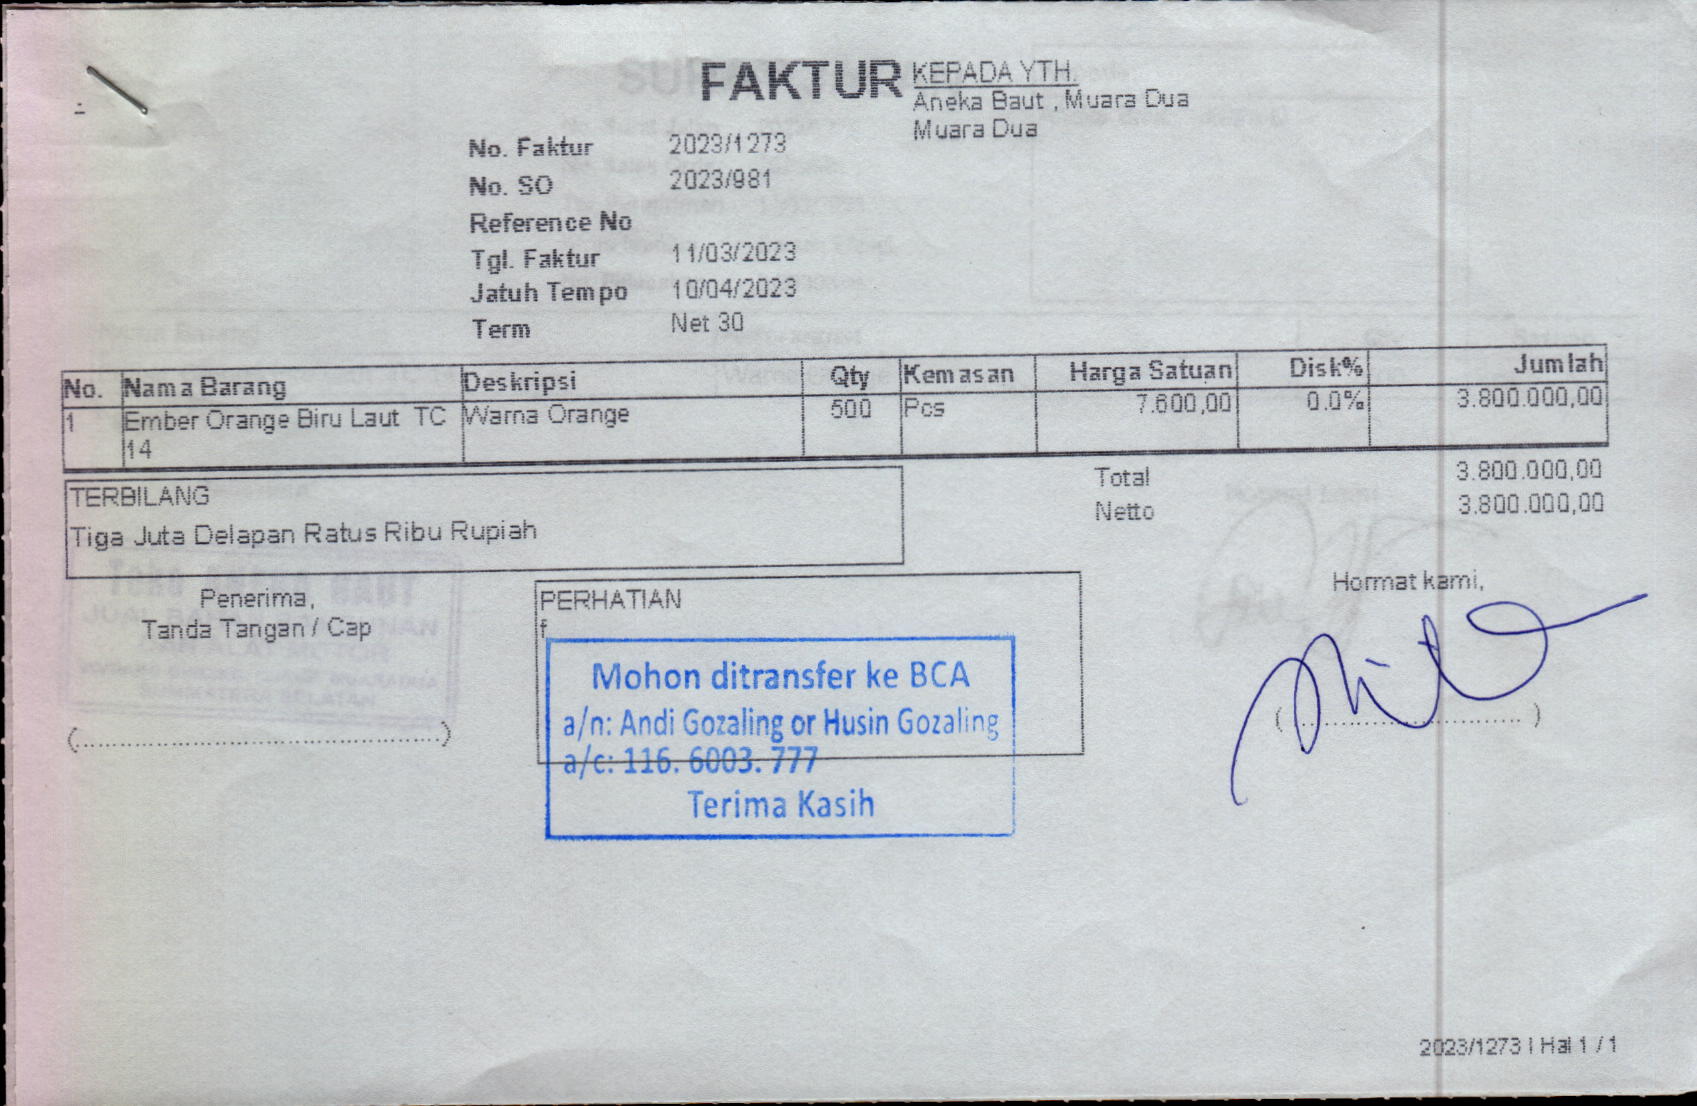 FAKTUR
KEPADA YTH.
Aneka Baut , Muara Dua
Muara Dua
No. Faktur 2023/1273
No. SO 2023/981
Reference No
Tgl. Faktur 11/03/2023
Jatuh Tempo 10/04/2023
Term Net 30
No. Nama Barang Deskripsi Qty Kemasan Harga Satuan Disk% Jumlah
1 Ember Orange Biru Laut TC 14 Warna Orange 500 Pcs 7.600,00 0.0% 3.800.000,00
Total 3.800.000,00
Netto 3.800.000,00
TERBILANG
Tiga Juta Delapan Ratus Ribu Rupiah
Penerima,
Tanda Tangan / Cap
(............................................)
PERHATIAN
f
Mohon ditransfer ke BCA
a/n: Andi Gozaling or Husin Gozaling
a/c: 116. 6003. 777
Terima Kasih
Hormat kami,
(............................)
2023/1273 | Hal 1 / 1